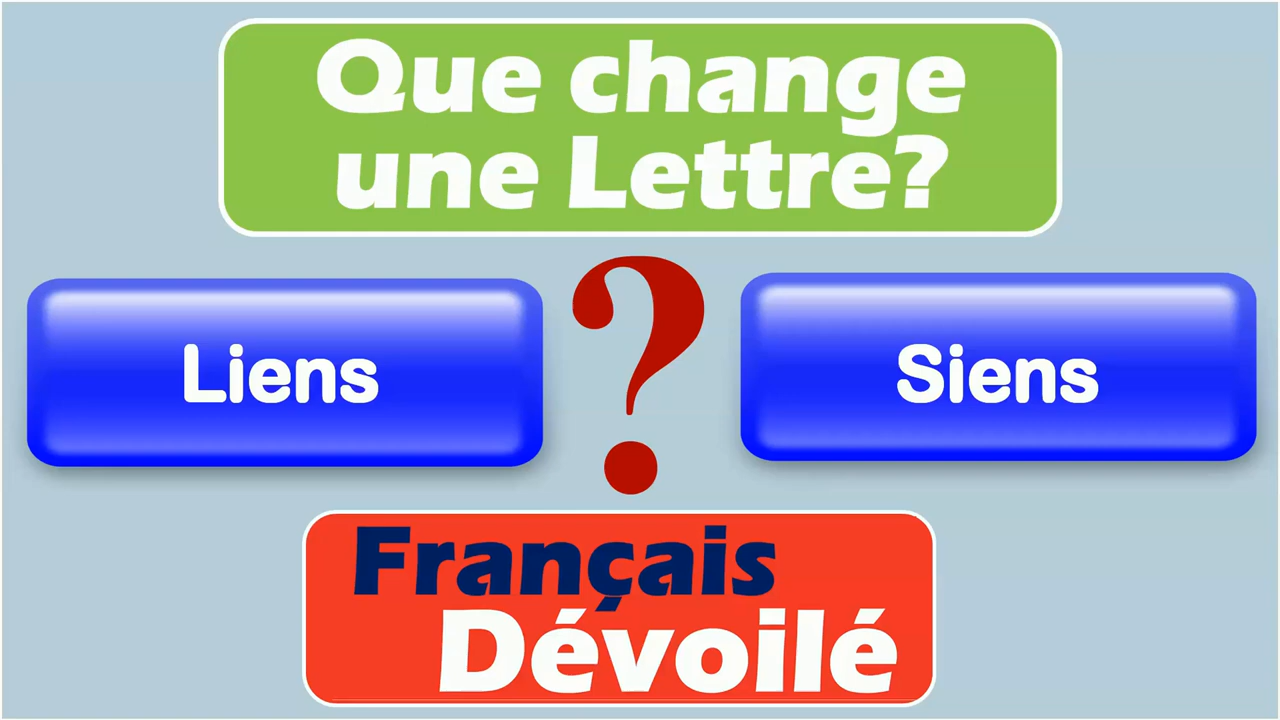 Que change
une Lettre?
Liens
?
Siens
Français
Dévoilé